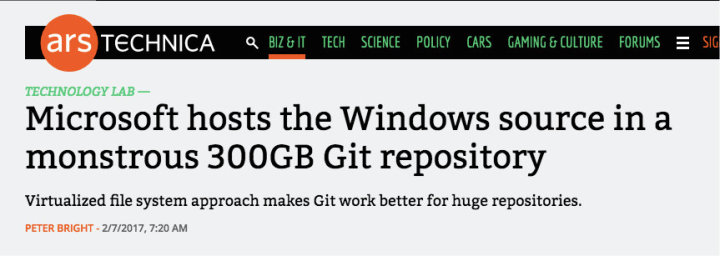 ars TECHNICA BIZ & IT TECH SCIENCE POLICY CARS GAMING & CULTURE FORUMS SIG
TECHNOLOGY LAB —
Microsoft hosts the Windows source in a
monstrous 300GB Git repository
Virtualized file system approach makes Git work better for huge repositories.
PETER BRIGHT - 2/7/2017, 7:20 AM